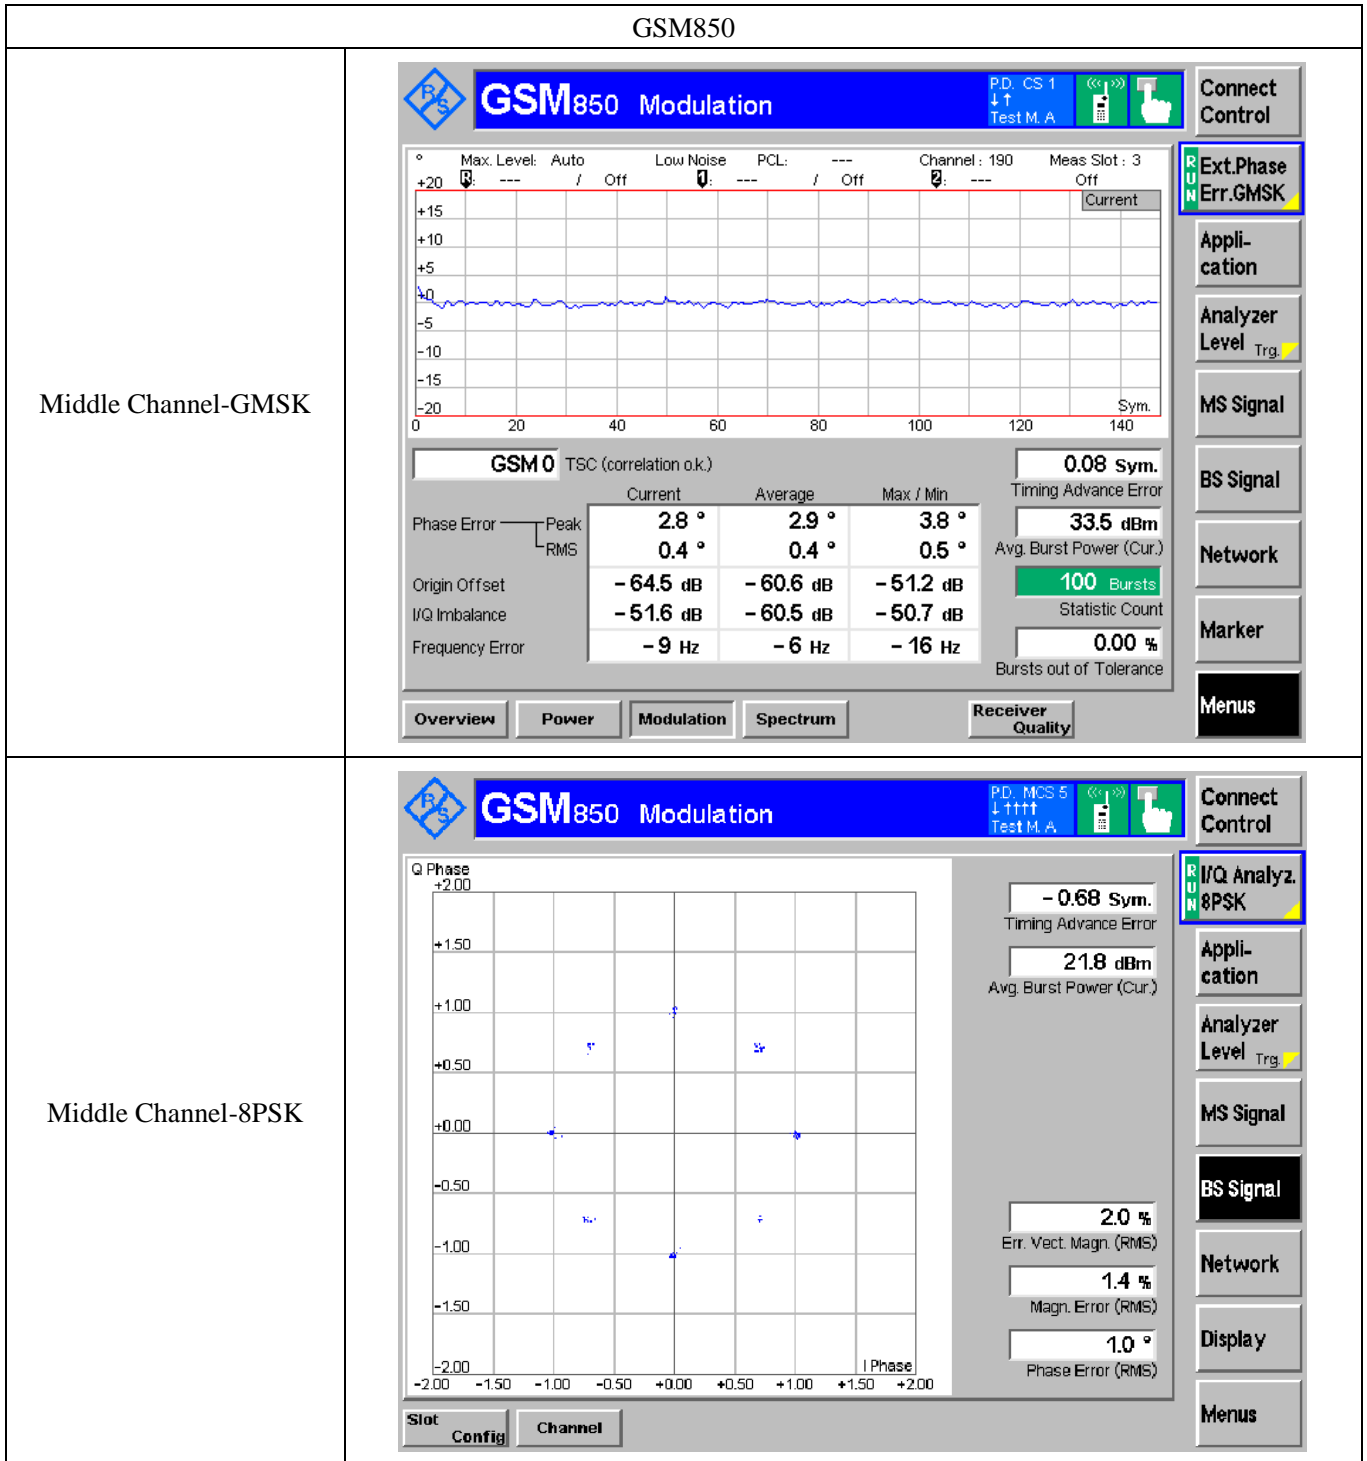 GSM850
Middle Channel-GMSK
R/S GSM850 Modulation
P.D. CS 1
↓ ↑
Test M. A
Connect
Control
° Max. Level: Auto Low Noise PCL: --- Channel : 190 Meas Slot : 3
R: --- / Off 1: --- / Off 2: --- --- Off
Current
+20
+15
+10
+5
+0
-5
-10
-15
-20
Sym.
0 20 40 60 80 100 120 140
GSM 0 TSC (correlation o.k.)
Current Average Max / Min
Phase Error Peak 2.8 ° 2.9 ° 3.8 °
RMS 0.4 ° 0.4 ° 0.5 °
Origin Offset – 64.5 dB – 60.6 dB – 51.2 dB
I/Q Imbalance – 51.6 dB – 60.5 dB – 50.7 dB
Frequency Error – 9 Hz – 6 Hz – 16 Hz
0.08 Sym.
Timing Advance Error
33.5 dBm
Avg. Burst Power (Cur.)
100 Bursts
Statistic Count
0.00 %
Bursts out of Tolerance
RUN
Ext.Phase
Err.GMSK
Appli-
cation
Analyzer
Level Trg.
MS Signal
BS Signal
Network
Marker
Menus
Overview Power Modulation Spectrum Receiver
Quality
Middle Channel-8PSK
R/S GSM850 Modulation
P.D. MCS 5
↓ ↑↑↑↑
Test M. A
Connect
Control
Q Phase
+2.00
+1.50
+1.00
+0.50
+0.00
-0.50
-1.00
-1.50
-2.00
I Phase
-2.00 -1.50 -1.00 -0.50 +0.00 +0.50 +1.00 +1.50 +2.00
– 0.68 Sym.
Timing Advance Error
21.8 dBm
Avg. Burst Power (Cur.)
2.0 %
Err. Vect. Magn. (RMS)
1.4 %
Magn. Error (RMS)
1.0 °
Phase Error (RMS)
RUN
I/Q Analyz.
8PSK
Appli-
cation
Analyzer
Level Trg.
MS Signal
BS Signal
Network
Display
Menus
Slot
Config
Channel